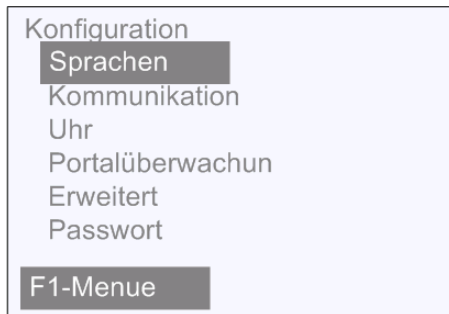 Konfiguration
Sprachen
Kommunikation
Uhr
Portalüberwachun
Erweitert
Passwort
F1-Menue